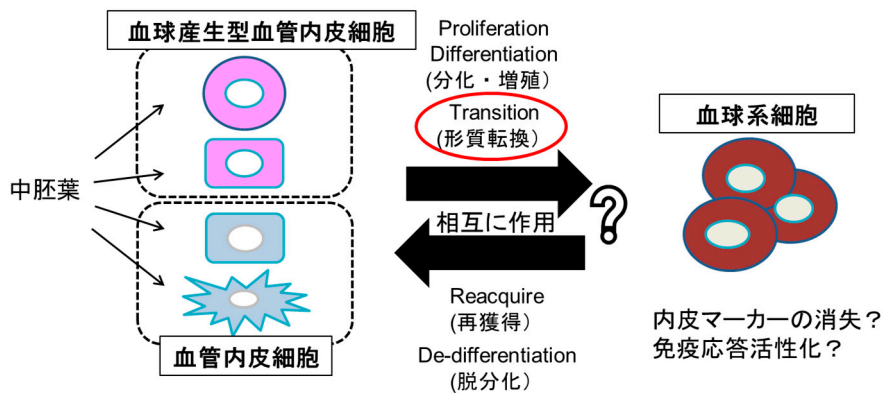 血球産生型血管内皮細胞
中胚葉
血管内皮細胞
Proliferation
Differentiation
(分化・増殖)
Transition
(形質転換)
相互に作用
?
Reacquire
(再獲得)
De-differentiation
(脱分化)
血球系細胞
内皮マーカーの消失？
免疫応答活性化？